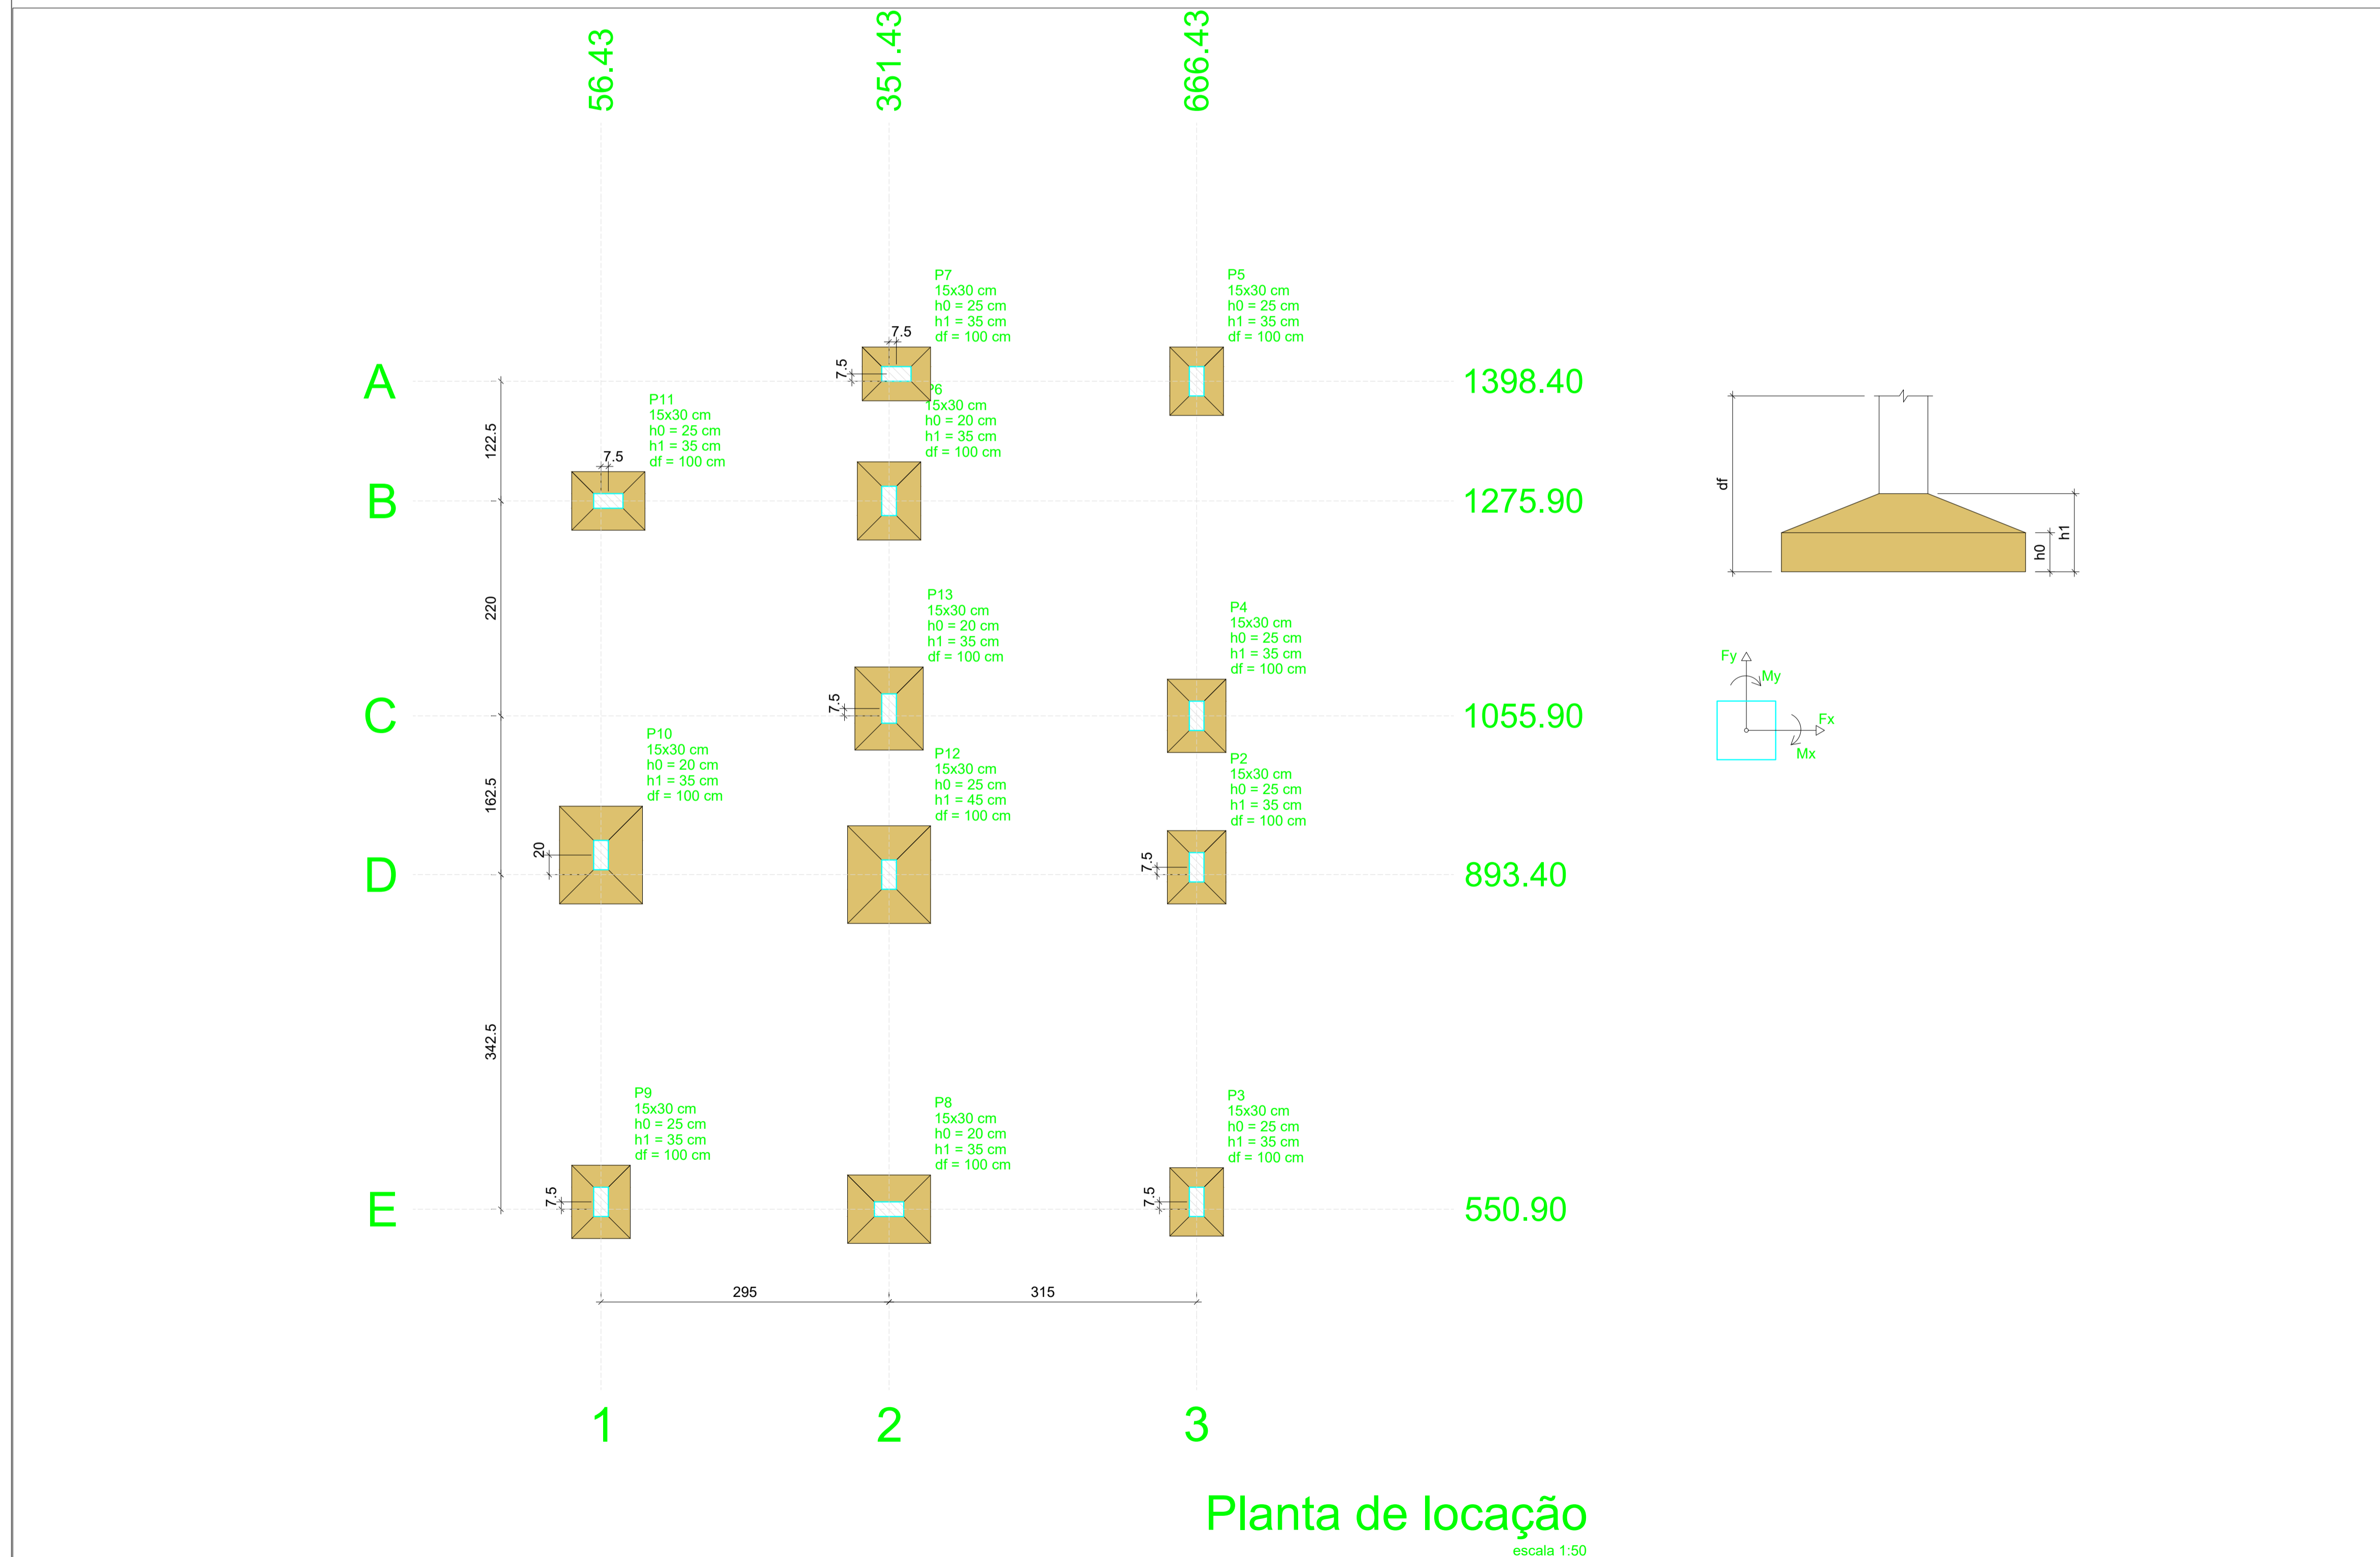 56.43
351.43
666.43
P7
15x30 cm
h0 = 25 cm
h1 = 35 cm
df = 100 cm
P5
15x30 cm
h0 = 25 cm
h1 = 35 cm
df = 100 cm
7.5
7.5
A
1398.40
P6
15x30 cm
h0 = 20 cm
h1 = 35 cm
df = 100 cm
P11
15x30 cm
h0 = 25 cm
h1 = 35 cm
df = 100 cm
122.5
7.5
B
1275.90
df
h1
h0
220
P13
15x30 cm
h0 = 20 cm
h1 = 35 cm
df = 100 cm
P4
15x30 cm
h0 = 25 cm
h1 = 35 cm
df = 100 cm
Fy
My
Fx
Mx
7.5
C
1055.90
P10
15x30 cm
h0 = 20 cm
h1 = 35 cm
df = 100 cm
P12
15x30 cm
h0 = 25 cm
h1 = 45 cm
df = 100 cm
P2
15x30 cm
h0 = 25 cm
h1 = 35 cm
df = 100 cm
162.5
20
7.5
D
893.40
342.5
P9
15x30 cm
h0 = 25 cm
h1 = 35 cm
df = 100 cm
P8
15x30 cm
h0 = 20 cm
h1 = 35 cm
df = 100 cm
P3
15x30 cm
h0 = 25 cm
h1 = 35 cm
df = 100 cm
7.5
7.5
E
550.90
295
315
1
2
3
Planta de locação
escala 1:50